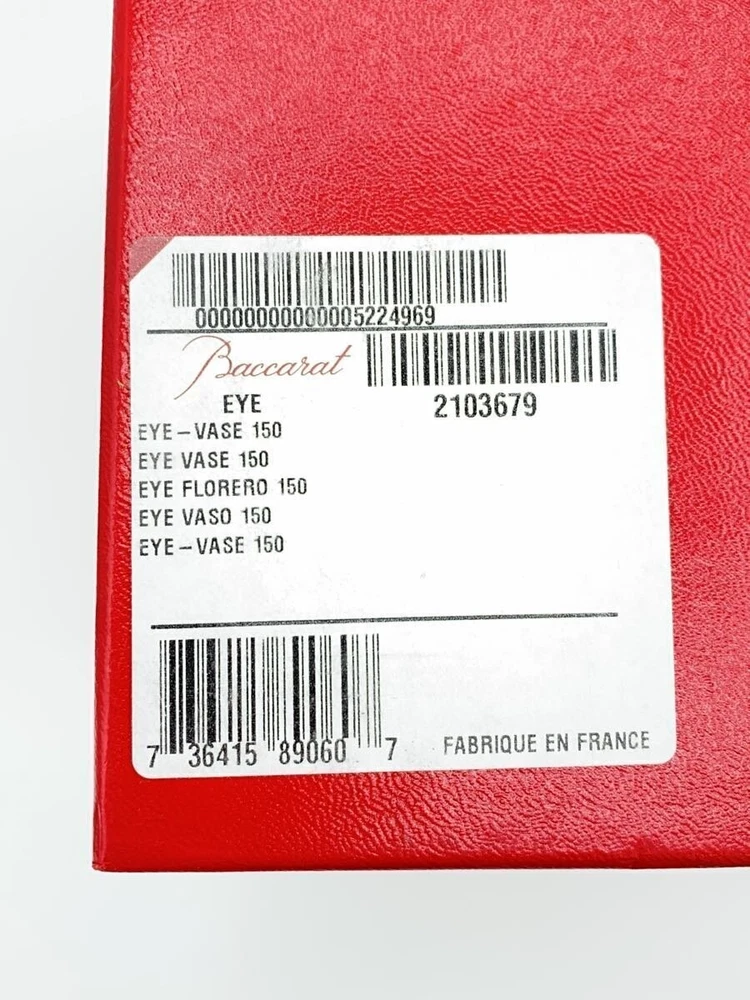 00000000000005224969
Baccarat
EYE
2103679
EYE-VASE 150
EYE VASE 150
EYE FLORERO 150
EYE VASO 150
EYE-VASE 150
7 36415 89060 7
FABRIQUE EN FRANCE